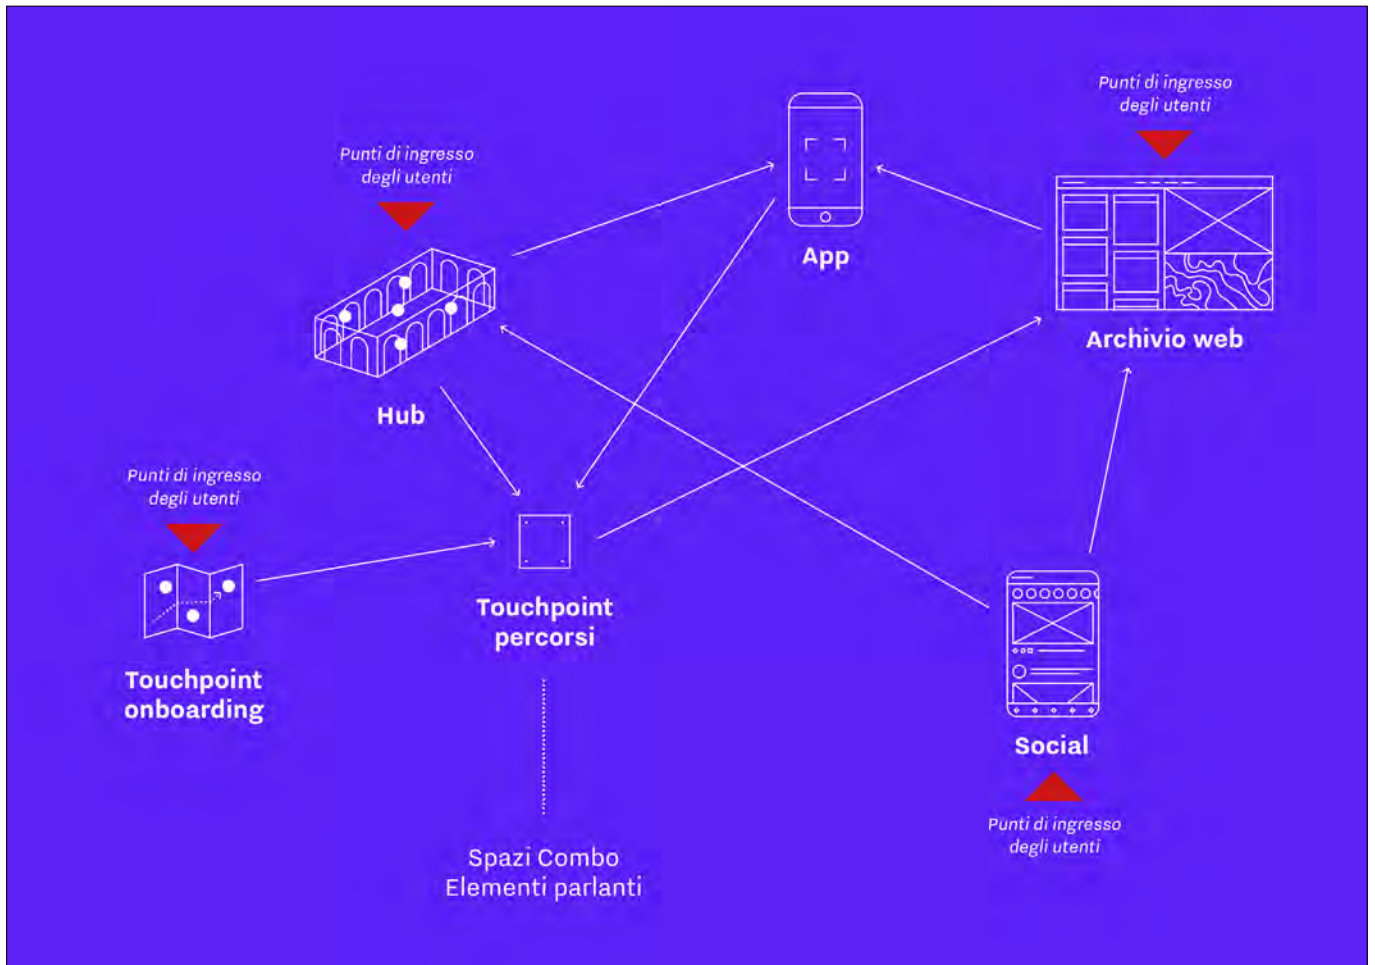 Punti di ingresso
degli utenti
Punti di ingresso
degli utenti
App
Archivio web
Hub
Punti di ingresso
degli utenti
Touchpoint
percorsi
Touchpoint
onboarding
Social
Punti di ingresso
degli utenti
Spazi Combo
Elementi parlanti